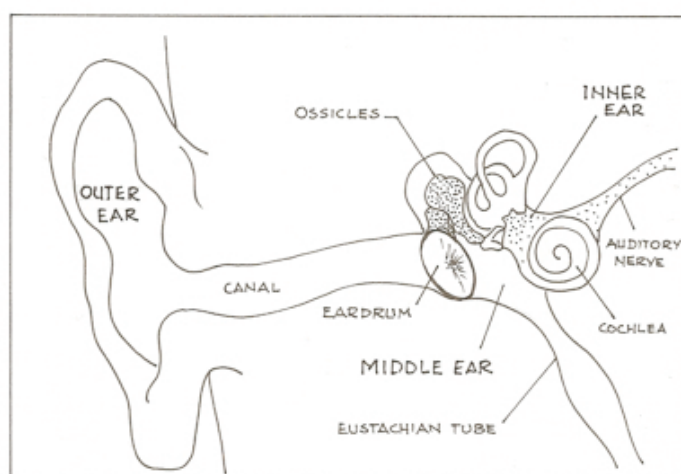 OSSICLES
INNER
EAR
OUTER
EAR
AUDITORY
NERVE
CANAL
EARDRUM
COCHLEA
MIDDLE EAR
EUSTACHIAN TUBE